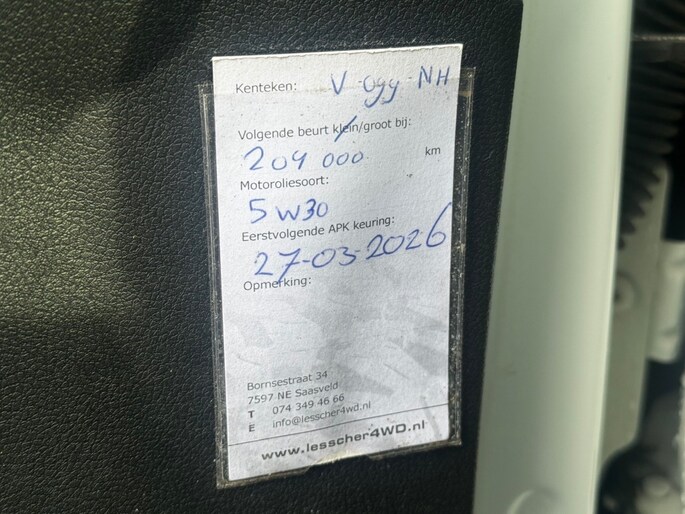 Kenteken: V-099-NH
Volgende beurt klein/groot bij:
209 000 km
Motoroliesoort:
5W30
Eerstvolgende APK keuring:
27-03-2026
Opmerking:
Bornsestraat 34
7597 NE Saasveld
T 074 349 46 66
E info@lesscher4wd.nl
www.lesscher4WD.nl